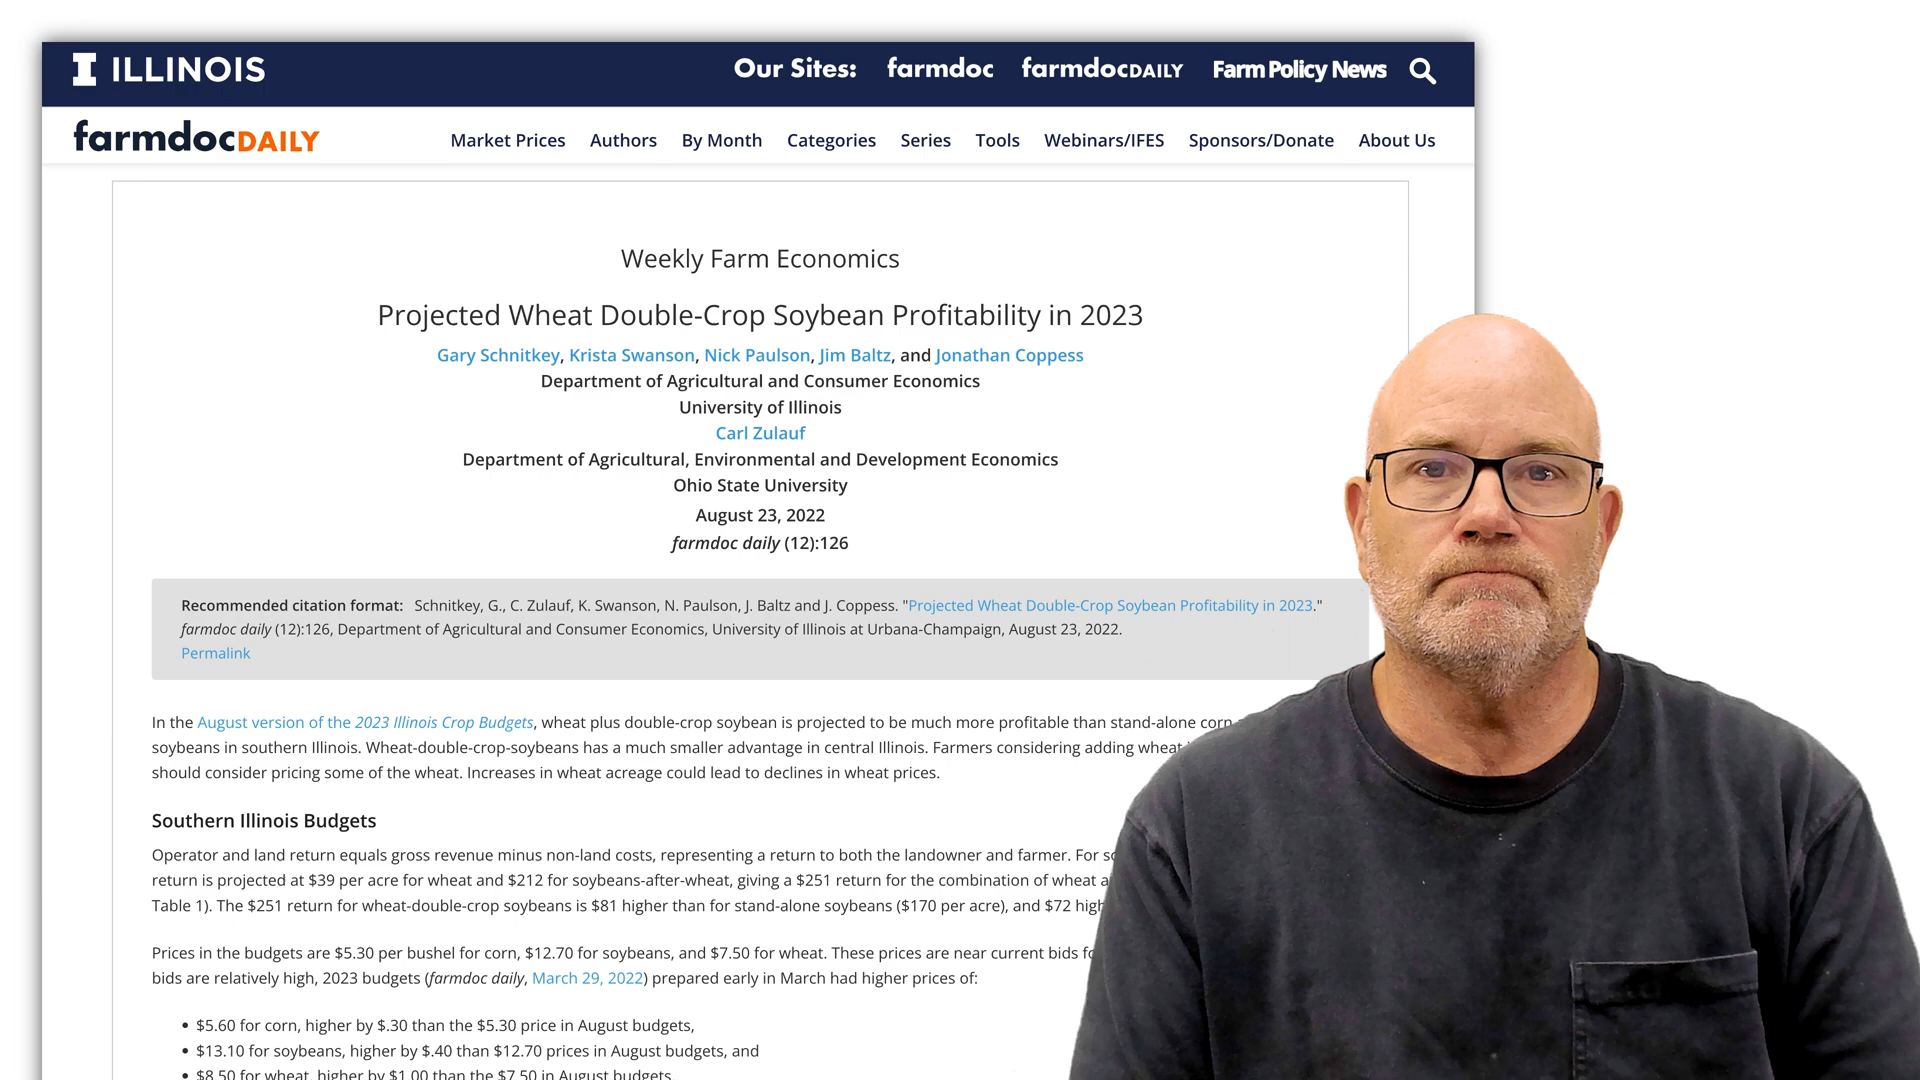 ILLINOIS
Our Sites: farmdoc farmdocDAILY Farm Policy News
farmdocDAILY
Market Prices Authors By Month Categories Series Tools Webinars/IFES Sponsors/Donate About Us
Weekly Farm Economics
Projected Wheat Double-Crop Soybean Profitability in 2023
Gary Schnitkey, Krista Swanson, Nick Paulson, Jim Baltz, and Jonathan Coppess
Department of Agricultural and Consumer Economics
University of Illinois
Carl Zulauf
Department of Agricultural, Environmental and Development Economics
Ohio State University
August 23, 2022
farmdoc daily (12):126
Recommended citation format: Schnitkey, G., C. Zulauf, K. Swanson, N. Paulson, J. Baltz and J. Coppess. "Projected Wheat Double-Crop Soybean Profitability in 2023."
farmdoc daily (12):126, Department of Agricultural and Consumer Economics, University of Illinois at Urbana-Champaign, August 23, 2022.
Permalink
In the August version of the 2023 Illinois Crop Budgets, wheat plus double-crop soybean is projected to be much more profitable than stand-alone corn
soybeans in southern Illinois. Wheat-double-crop-soybeans has a much smaller advantage in central Illinois. Farmers considering adding wheat
should consider pricing some of the wheat. Increases in wheat acreage could lead to declines in wheat prices.
Southern Illinois Budgets
Operator and land return equals gross revenue minus non-land costs, representing a return to both the landowner and farmer. For
return is projected at $39 per acre for wheat and $212 for soybeans-after-wheat, giving a $251 return for the combination of wheat
Table 1). The $251 return for wheat-double-crop soybeans is $81 higher than for stand-alone soybeans ($170 per acre), and $72
Prices in the budgets are $5.30 per bushel for corn, $12.70 for soybeans, and $7.50 for wheat. These prices are near current bids
bids are relatively high, 2023 budgets (farmdoc daily, March 29, 2022) prepared early in March had higher prices of:
• $5.60 for corn, higher by $.30 than the $5.30 price in August budgets,
• $13.10 for soybeans, higher by $.40 than $12.70 prices in August budgets, and
• $8.50 for wheat, higher by $1.00 than the $7.50 in August budgets.